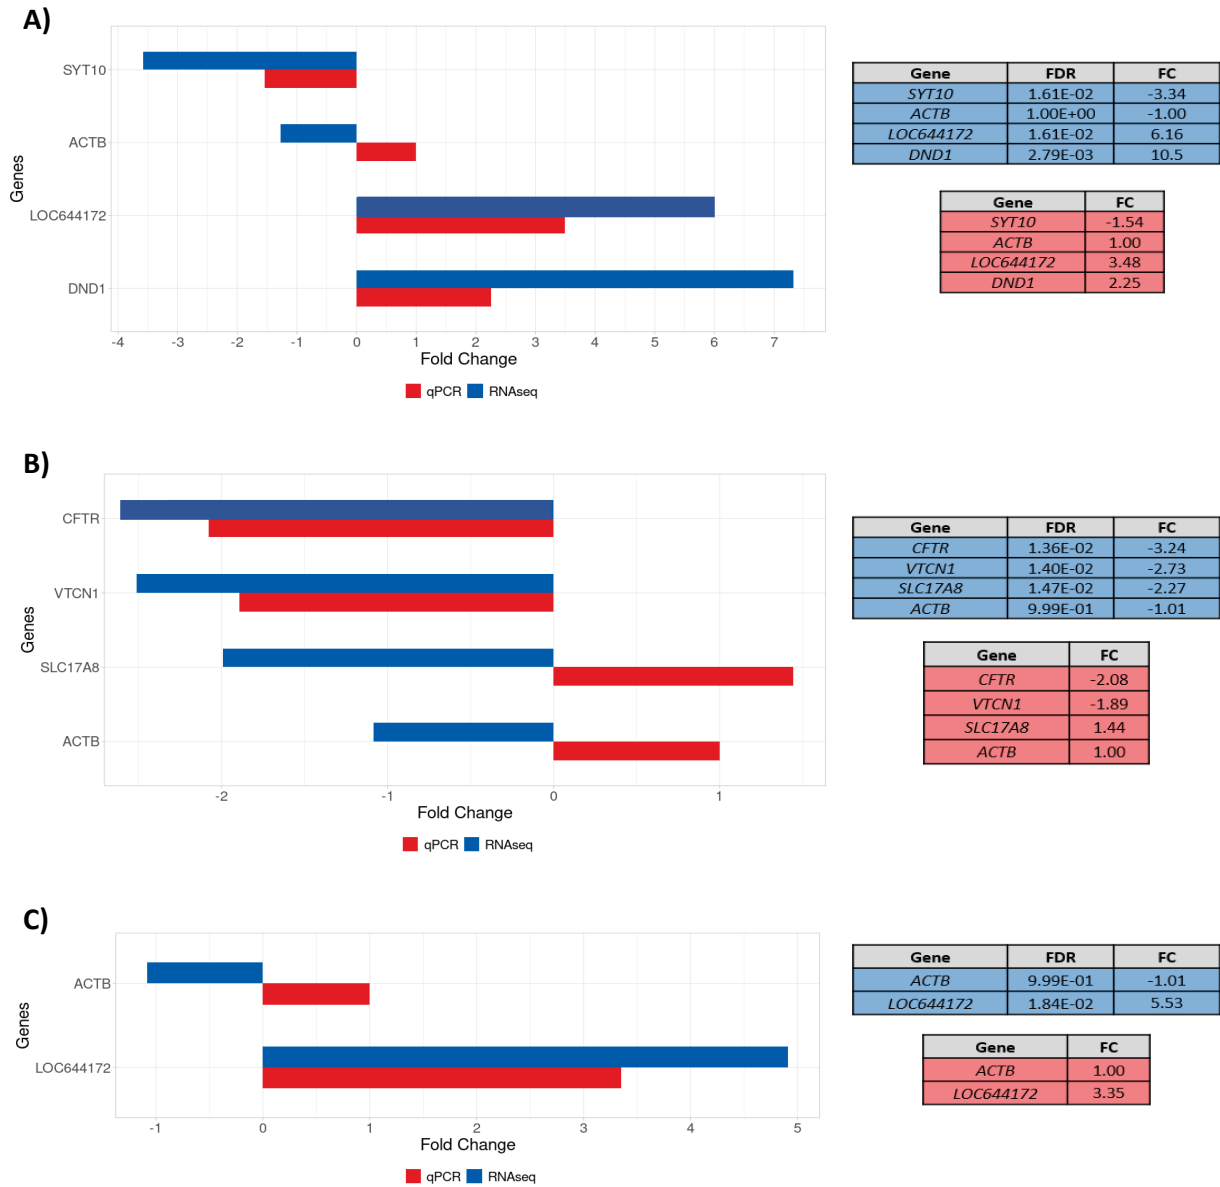 A)
SYT10
ACTB
LOC644172
DND1
Genes
-4 -3 -2 -1 0 1 2 3 4 5 6 7
Fold Change
qPCR RNAseq
Gene FDR FC
SYT10 1.61E-02 -3.34
ACTB 1.00E+00 -1.00
LOC644172 1.61E-02 6.16
DND1 2.79E-03 10.5
Gene FC
SYT10 -1.54
ACTB 1.00
LOC644172 3.48
DND1 2.25
B)
CFTR
VTCN1
SLC17A8
ACTB
Genes
-2 -1 0 1
Fold Change
qPCR RNAseq
Gene FDR FC
CFTR 1.36E-02 -3.24
VTCN1 1.40E-02 -2.73
SLC17A8 1.47E-02 -2.27
ACTB 9.99E-01 -1.01
Gene FC
CFTR -2.08
VTCN1 -1.89
SLC17A8 1.44
ACTB 1.00
C)
ACTB
LOC644172
Genes
-1 0 1 2 3 4 5
Fold Change
qPCR RNAseq
Gene FDR FC
ACTB 9.99E-01 -1.01
LOC644172 1.84E-02 5.53
Gene FC
ACTB 1.00
LOC644172 3.35